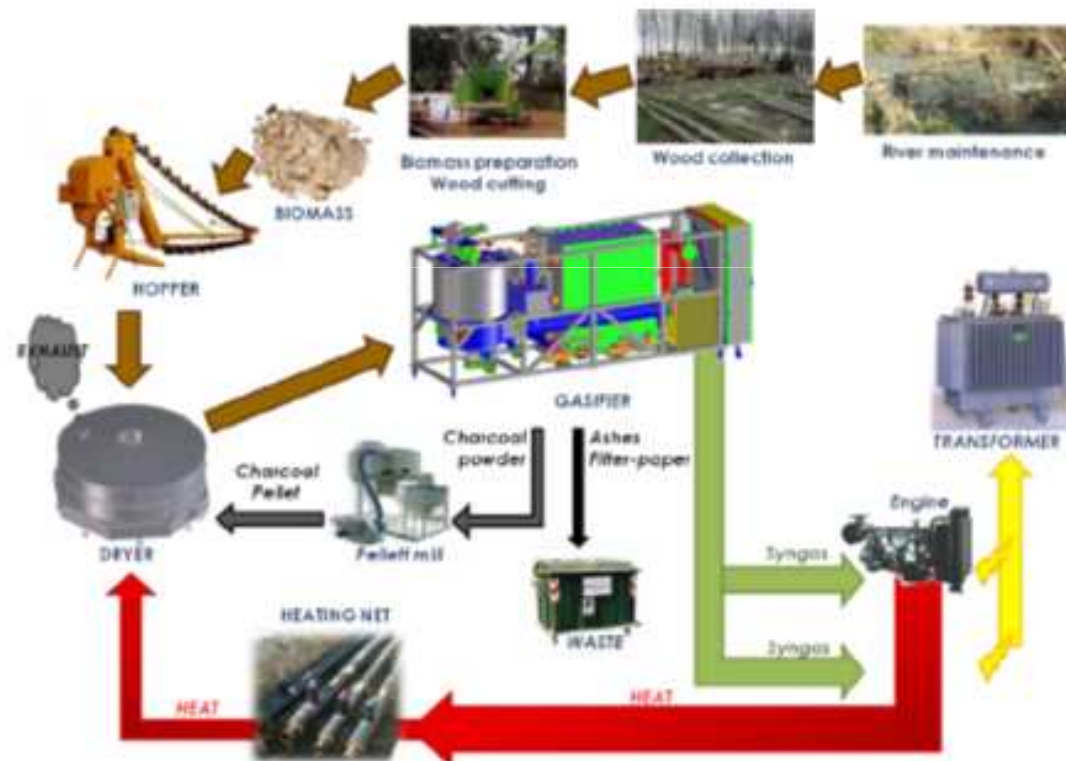 Biomass preparation
Wood cutting
Wood collection
River maintenance
BIOMASS
HOPPER
EXHAUST
GASIFIER
TRANSFORMER
Charcoal
powder
Ashes
Filter-paper
Charcoal
Pellet
Engine
DRYER
Pellett mill
Syngas
HEATING NET
WASTE
Syngas
HEAT
HEAT